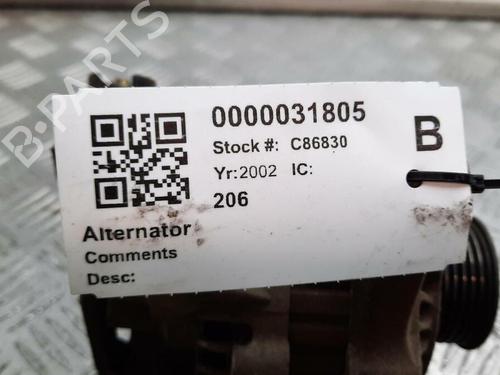 B-PARTS
0000031805
Stock #: C86830
B
Yr:2002 IC:
206
Alternator
Comments
Desc: